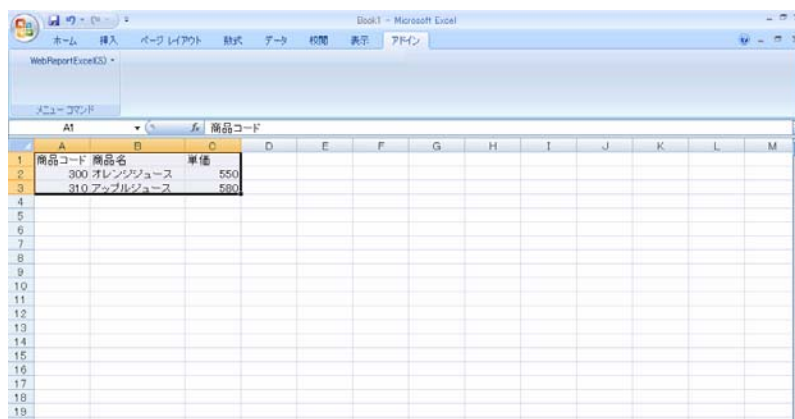 Book1 - Microsoft Excel
ホーム 挿入 ページ レイアウト 数式 データ 校閲 表示 アドイン
WebReportExcel(S)
メニュー コマンド
A1 fx 商品コード
A B C D E F G H I J K L M
1 商品コード 商品名 単価
2 300 オレンジジュース 550
3 310 アップルジュース 580
4
5
6
7
8
9
10
11
12
13
14
15
16
17
18
19